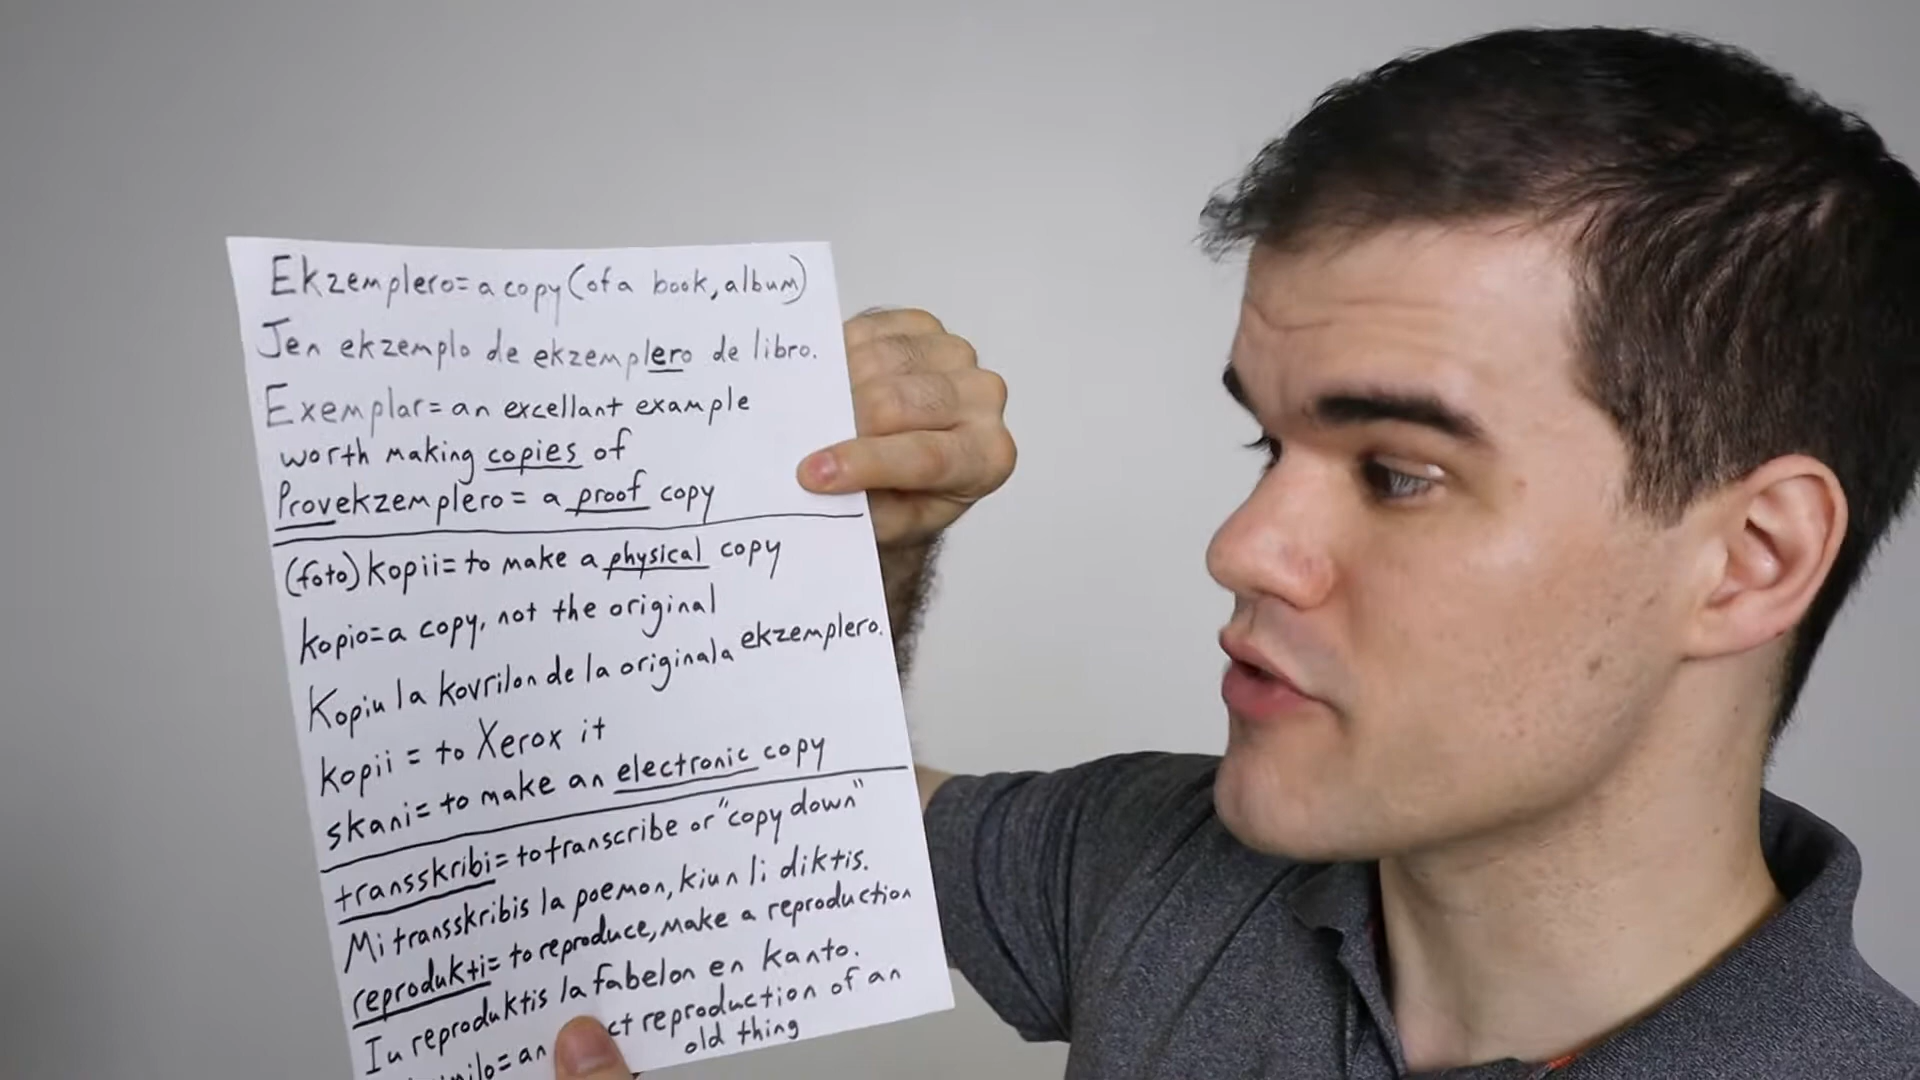 Ekzemplero= a copy (of a book, album)
Jen ekzemplo de ekzemplero de libro.
Exemplar= an excellant example
worth making copies of
Provekzemplero= a proof copy
(foto)kopii= to make a physical copy
kopio=a copy, not the original
Kopiu la kovrilon de la originala ekzemplero.
kopii = to Xerox it
skani= to make an electronic copy
transskribi= to transcribe or "copy down"
Mi transskribis la poemon, kiun li diktis.
reprodukti= to reproduce, make a reproduction
Iu reproduktis la fabelon en kanto.
an reproduction of an
old thing